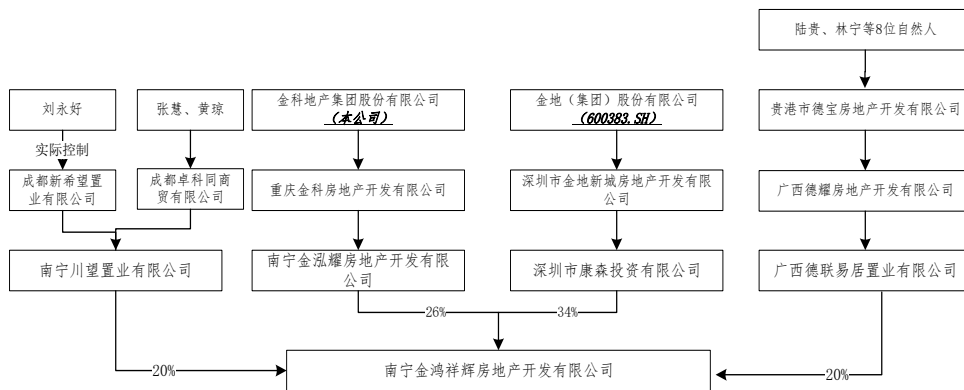 陆贵、林宁等8位自然人
刘永好
张慧、黄琼
金科地产集团股份有限公司
（本公司）
金地（集团）股份有限公司
（600383.SH）
贵港市德宝房地产开发有限公司
实际控制
成都新希望置
业有限公司
成都卓科同商
贸有限公司
重庆金科房地产开发有限公司
深圳市金地新城房地产开发有限
公司
广西德耀房地产开发有限公司
南宁川望置业有限公司
南宁金泓耀房地产开发有限
公司
深圳市康森投资有限公司
广西德联易居置业有限公司
26%
34%
20%
南宁金鸿祥辉房地产开发有限公司
20%